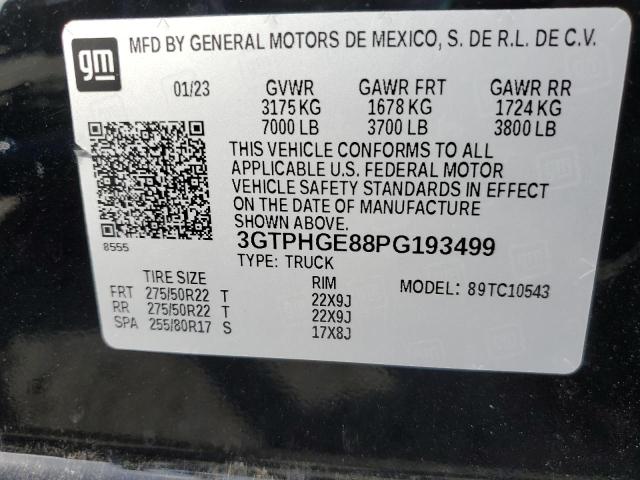 gm
MFD BY GENERAL MOTORS DE MEXICO, S. DE R.L. DE C.V.
01/23 GVWR GAWR FRT GAWR RR
3175 KG 1678 KG 1724 KG
7000 LB 3700 LB 3800 LB
THIS VEHICLE CONFORMS TO ALL
APPLICABLE U.S. FEDERAL MOTOR
VEHICLE SAFETY STANDARDS IN EFFECT
ON THE DATE OF MANUFACTURE
SHOWN ABOVE.
8555
3GTPHGE88PG193499
TYPE: TRUCK
TIRE SIZE RIM MODEL: 89TC10543
FRT 275/50R22 T 22X9J
RR 275/50R22 T 22X9J
SPA 255/80R17 S 17X8J